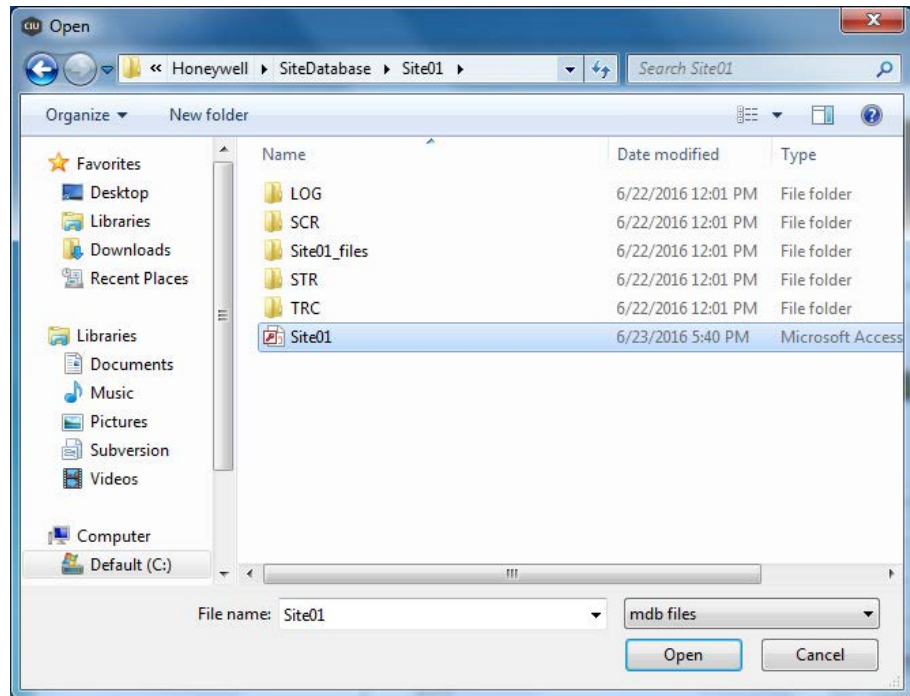 CIU Open
« Honeywell ▸ SiteDatabase ▸ Site01 ▸ Search Site01
Organize New folder
Name Date modified Type
Favorites
Desktop
Libraries
Downloads
Recent Places
Libraries
Documents
Music
Pictures
Subversion
Videos
Computer
Default (C:)
LOG 6/22/2016 12:01 PM File folder
SCR 6/22/2016 12:01 PM File folder
Site01_files 6/22/2016 12:01 PM File folder
STR 6/22/2016 12:01 PM File folder
TRC 6/22/2016 12:01 PM File folder
Site01 6/23/2016 5:40 PM Microsoft Access
File name: Site01 mdb files
Open Cancel